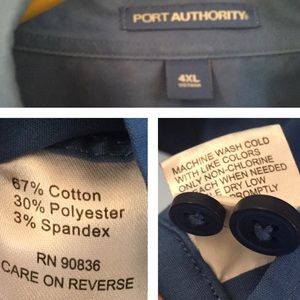 PORT AUTHORITY®
4XL
67% Cotton
30% Polyester
3% Spandex
RN 90836
CARE ON REVERSE
MACHINE WASH COLD
WITH LIKE COLORS
ONLY NON-CHLORINE
WHEN NEEDED
DRY LOW
PROMPTLY